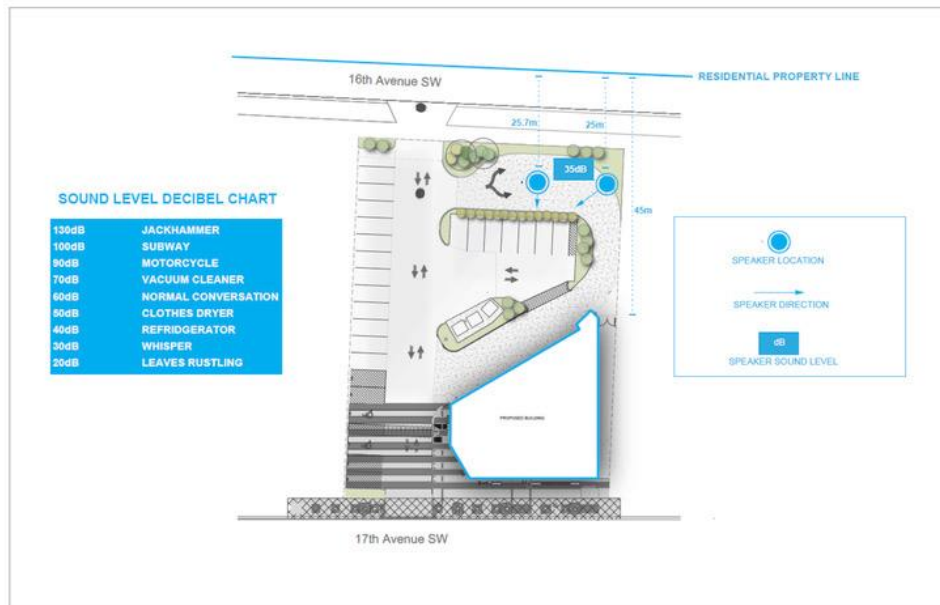 16th Avenue SW
RESIDENTIAL PROPERTY LINE
25.7m
25m
35dB
45m
SOUND LEVEL DECIBEL CHART
130dB JACKHAMMER
100dB SUBWAY
90dB MOTORCYCLE
70dB VACUUM CLEANER
60dB NORMAL CONVERSATION
50dB CLOTHES DRYER
40dB REFRIDGERATOR
30dB WHISPER
20dB LEAVES RUSTLING
SPEAKER LOCATION
SPEAKER DIRECTION
dB
SPEAKER SOUND LEVEL
PROPOSED BUILDING
17th Avenue SW